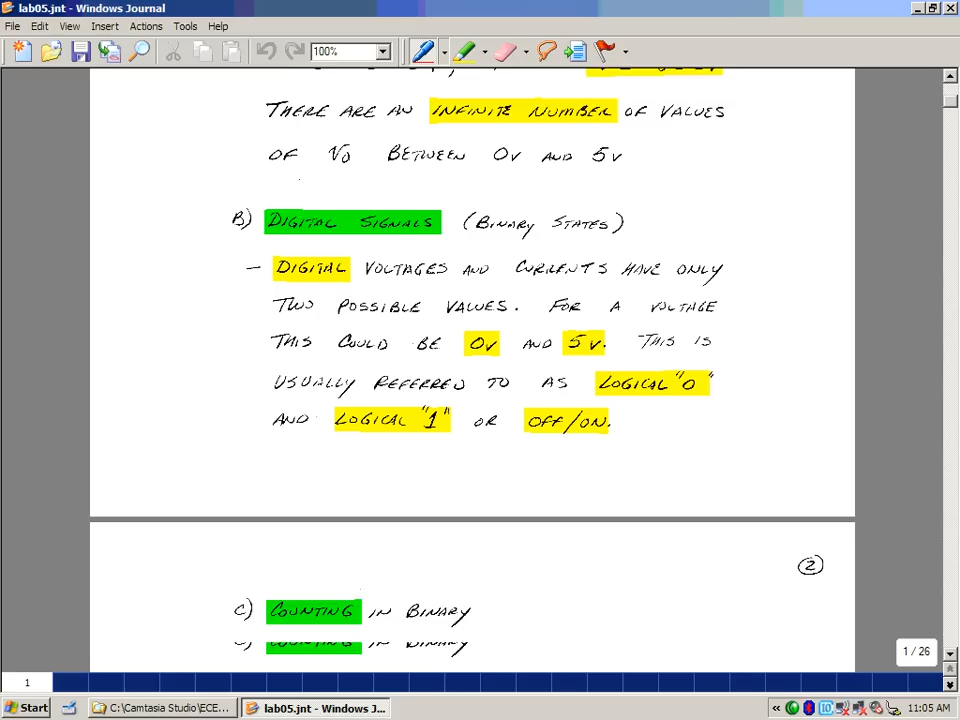 lab05.jnt - Windows Journal
File Edit View Insert Actions Tools Help
100%
THERE ARE AN INFINITE NUMBER OF VALUES
OF Vo BETWEEN 0V AND 5V
B) DIGITAL SIGNALS (BINARY STATES)
- DIGITAL VOLTAGES AND CURRENTS HAVE ONLY
TWO POSSIBLE VALUES. FOR A VOLTAGE
THIS COULD BE 0V AND 5V. THIS IS
USUALLY REFERRED TO AS LOGICAL "0"
AND LOGICAL "1" OR OFF/ON.
2
C) COUNTING IN BINARY
COUNTING IN BINARY
1 / 26
1
Start C:\Camtasia Studio\ECE... lab05.jnt - Windows J... « 11:05 AM